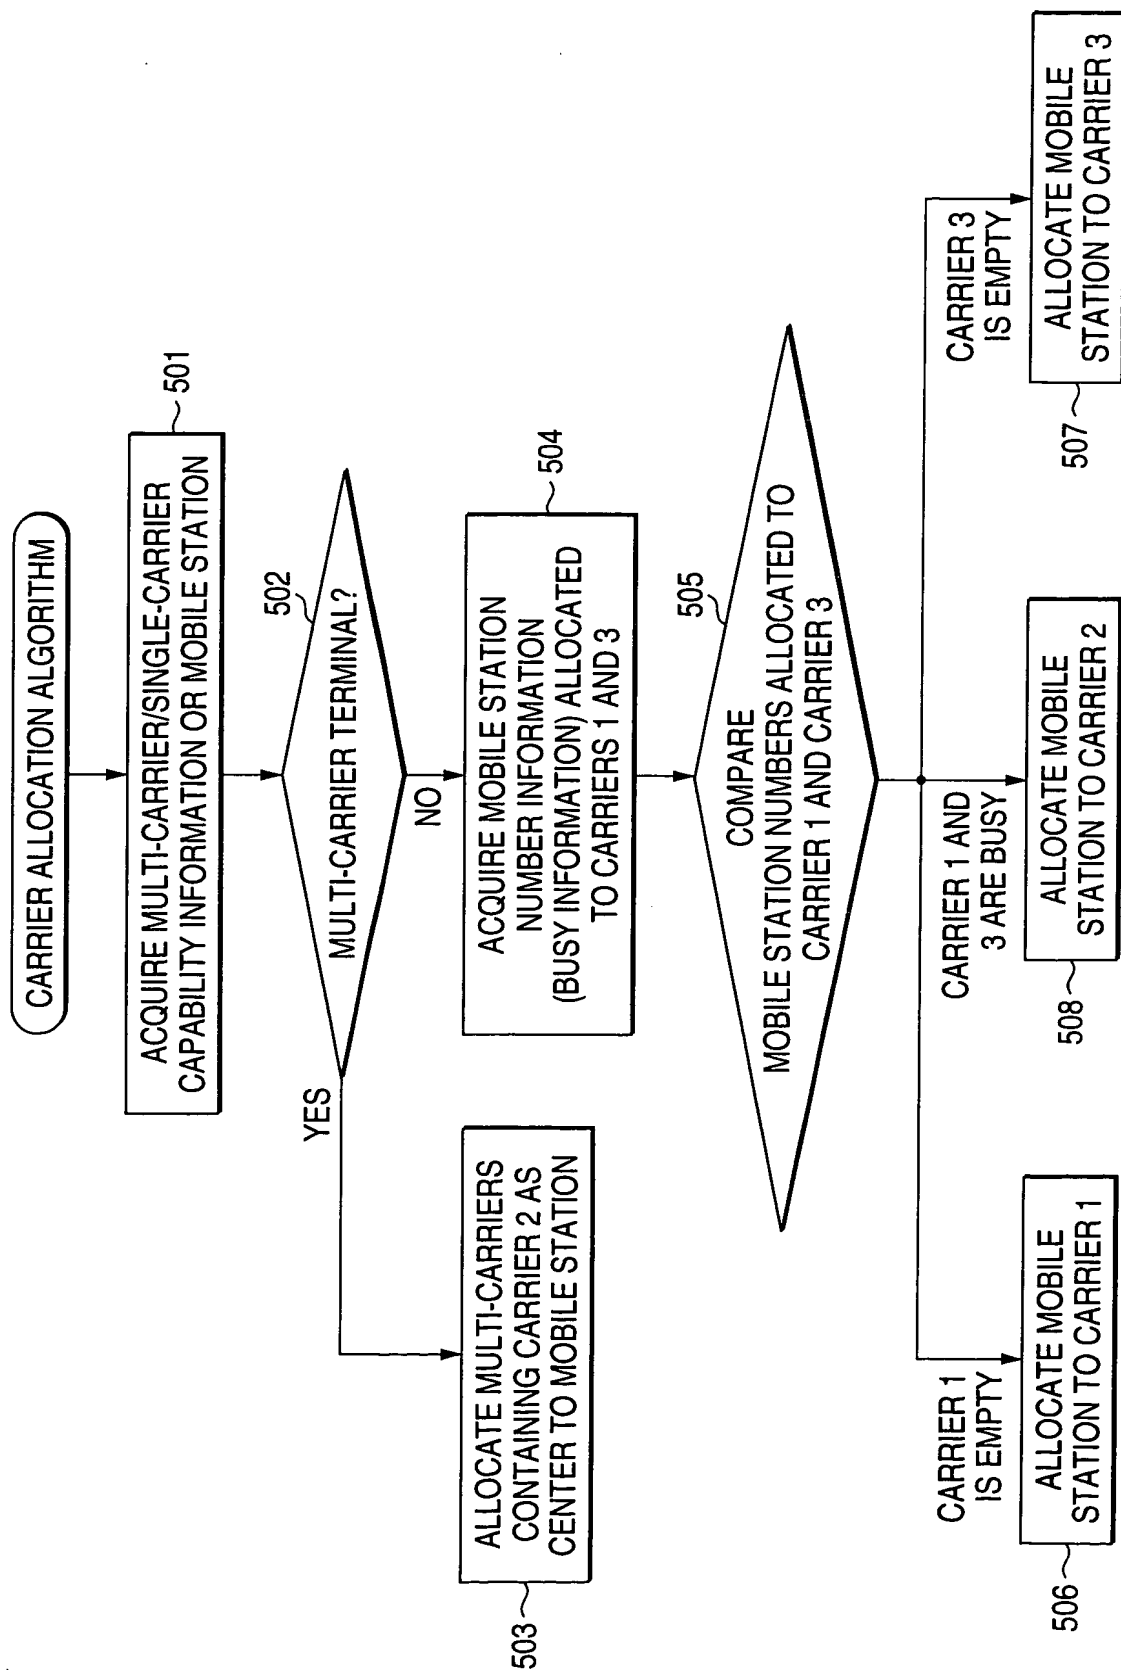 CARRIER ALLOCATION ALGORITHM
501
ACQUIRE MULTI-CARRIER/SINGLE-CARRIER
CAPABILITY INFORMATION OR MOBILE STATION
502
MULTI-CARRIER TERMINAL?
YES
NO
503
ALLOCATE MULTI-CARRIERS
CONTAINING CARRIER 2 AS
CENTER TO MOBILE STATION
504
ACQUIRE MOBILE STATION
NUMBER INFORMATION
(BUSY INFORMATION) ALLOCATED
TO CARRIERS 1 AND 3
505
COMPARE
MOBILE STATION NUMBERS ALLOCATED TO
CARRIER 1 AND CARRIER 3
CARRIER 1
IS EMPTY
CARRIER 1 AND
3 ARE BUSY
CARRIER 3
IS EMPTY
506
ALLOCATE MOBILE
STATION TO CARRIER 1
508
ALLOCATE MOBILE
STATION TO CARRIER 2
507
ALLOCATE MOBILE
STATION TO CARRIER 3